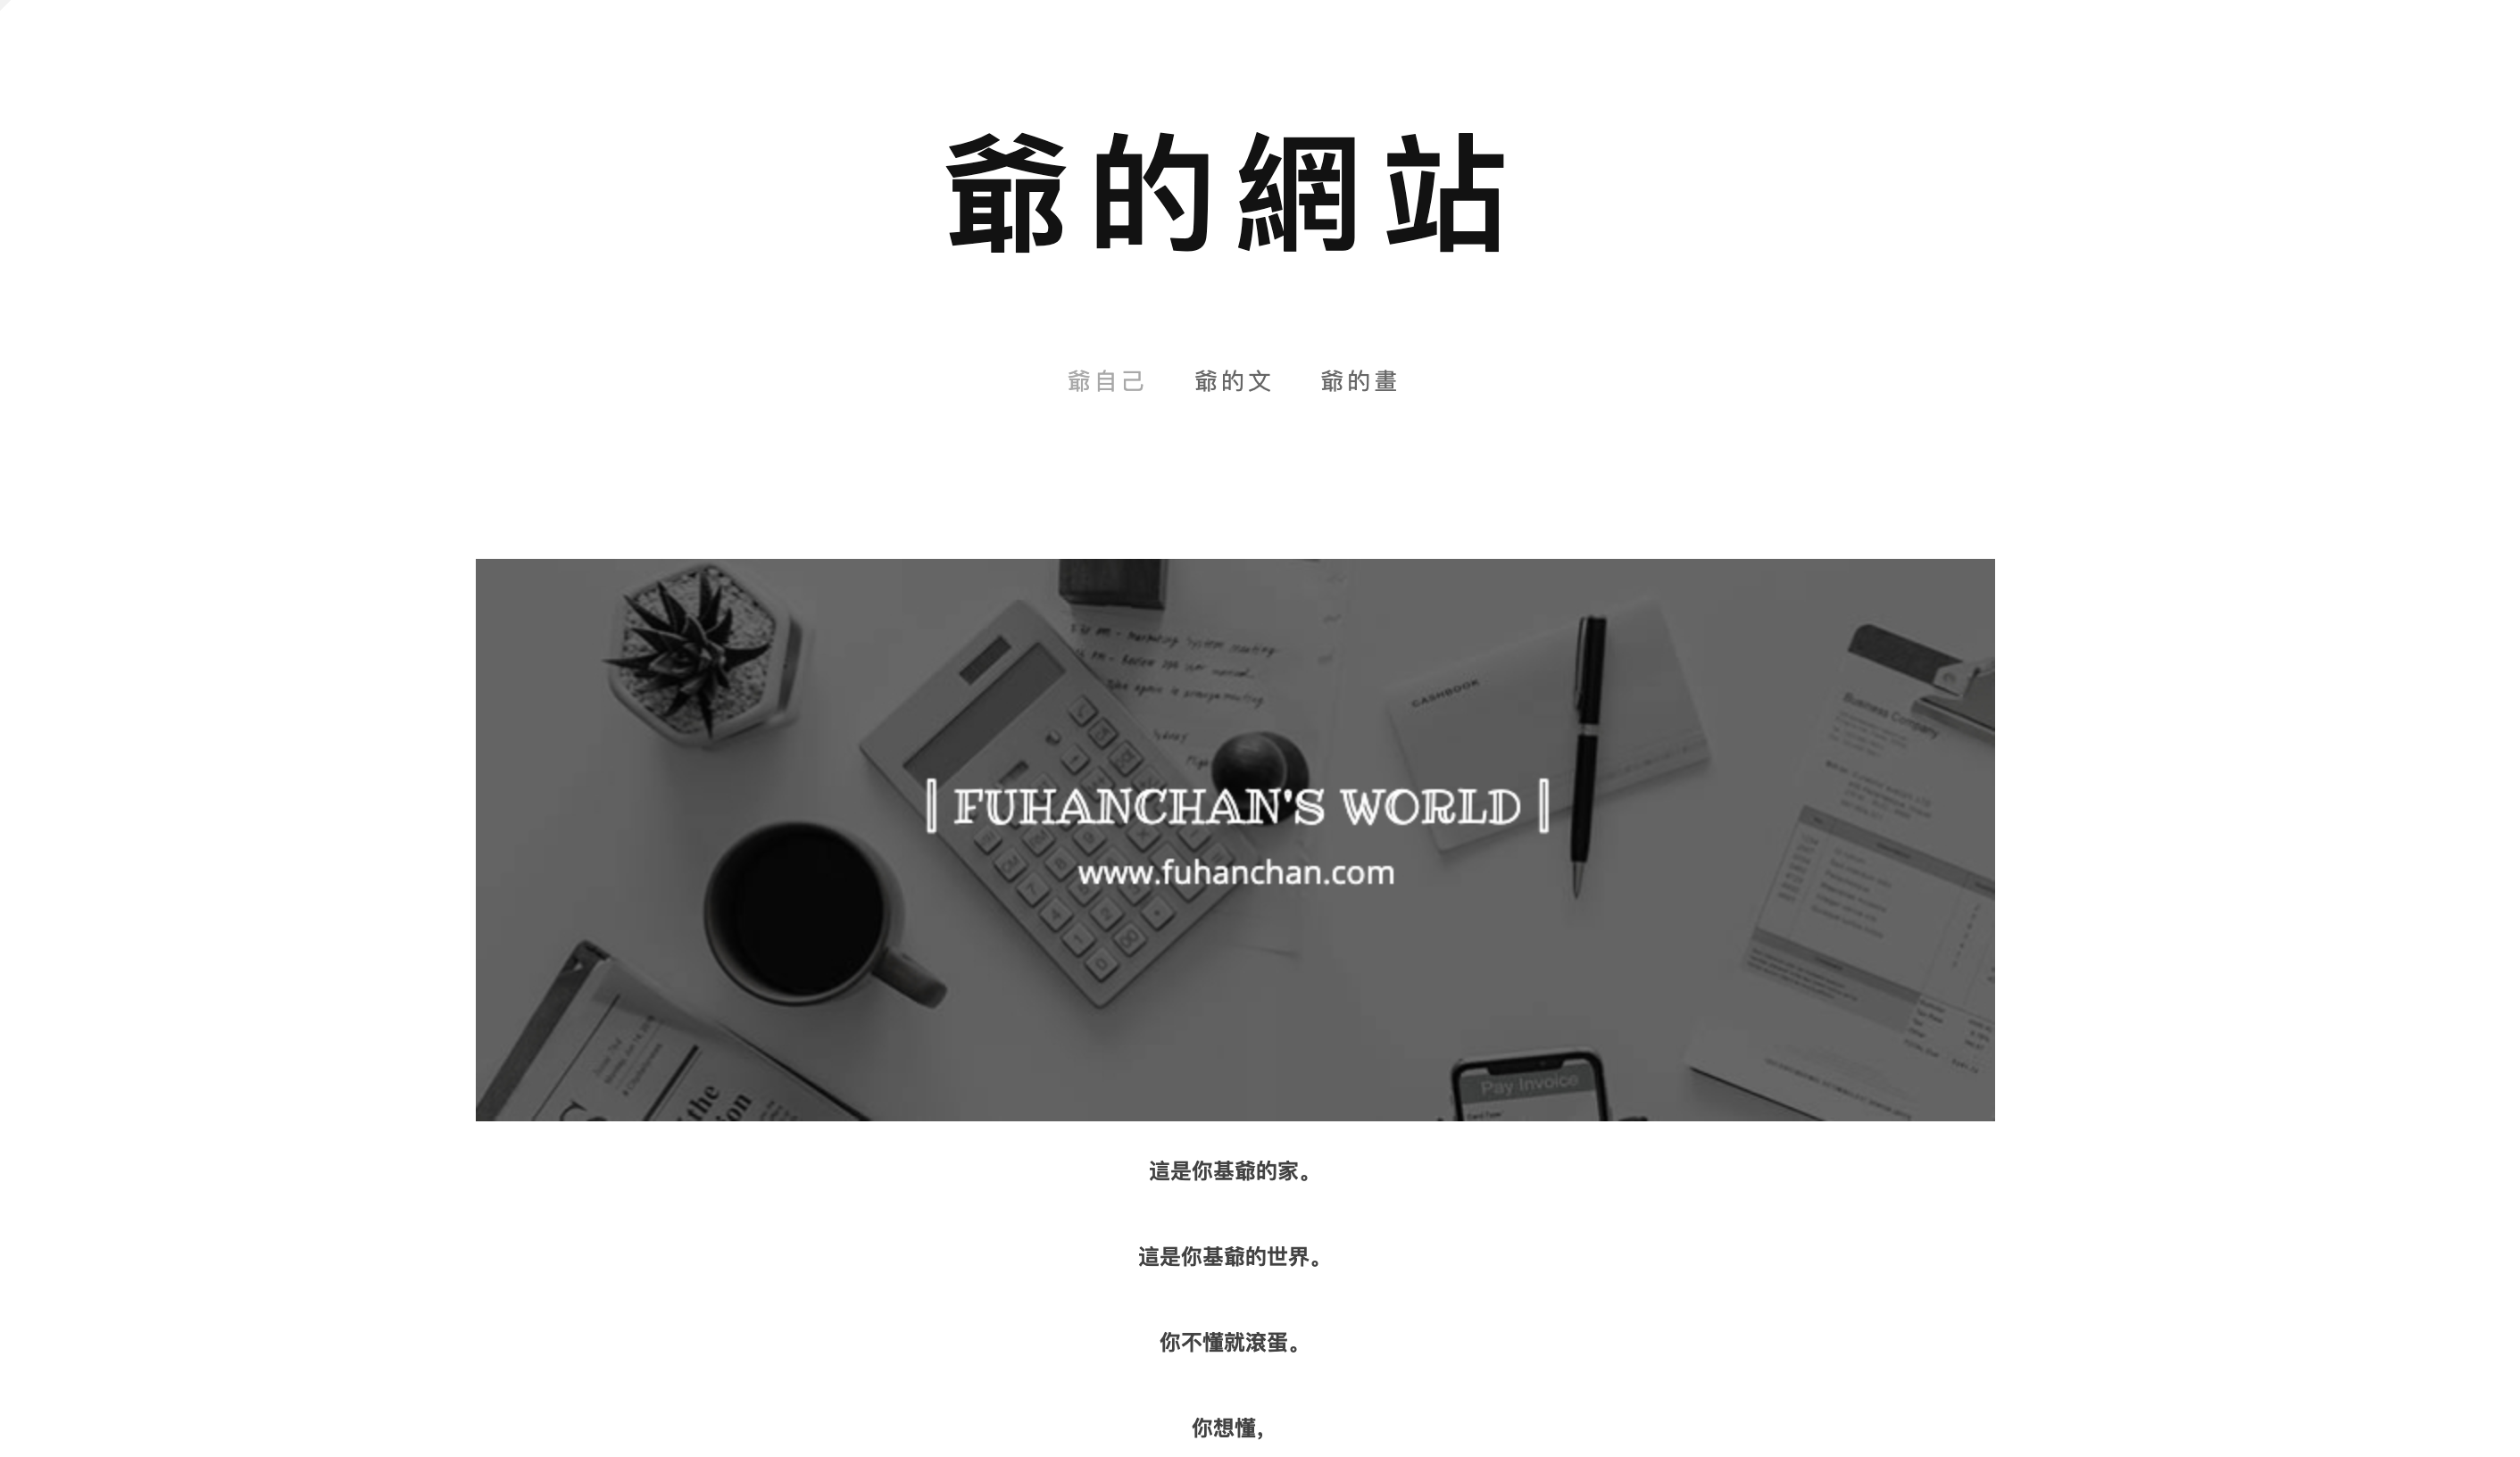 爺的網站
爺自己 爺的文 爺的畫
CASHBOOK
Business Company
| FUHANCHAN'S WORLD |
www.fuhanchan.com
the
Pay Invoice
這是你基爺的家。
這是你基爺的世界。
你不懂就滾蛋。
你想懂,